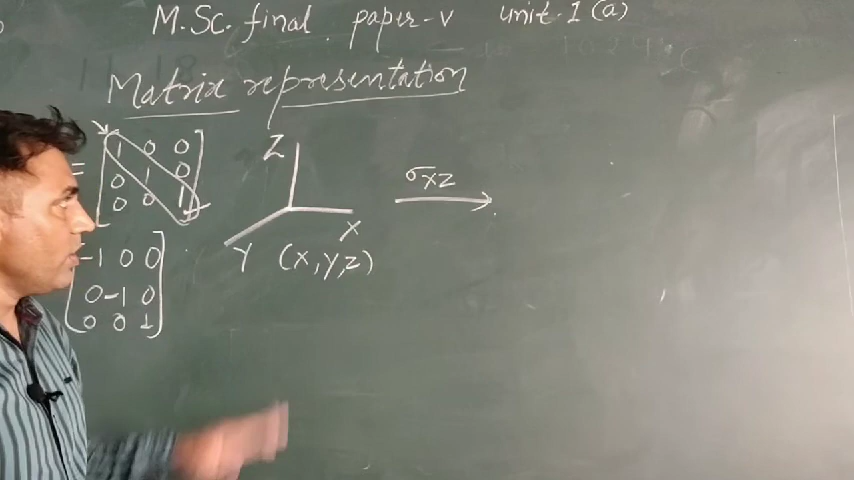 M.Sc. final paper-V unit-I (a)
Matrix representation
= [1 0 0
0 1 0
0 0 1]
Z
X
Y
(x,y,z)
σxz
[-1 0 0
0 -1 0
0 0 1]